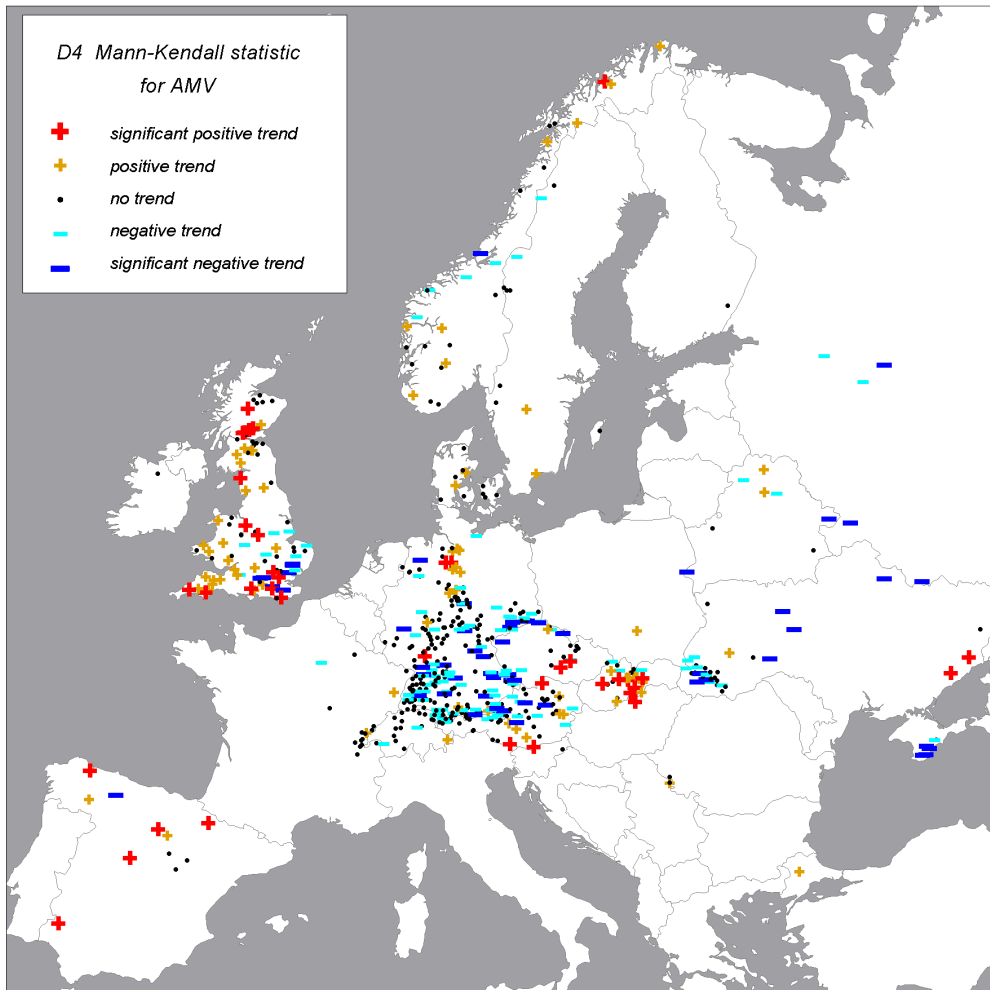 D4 Mann-Kendall statistic
for AMV
significant positive trend
positive trend
no trend
negative trend
significant negative trend